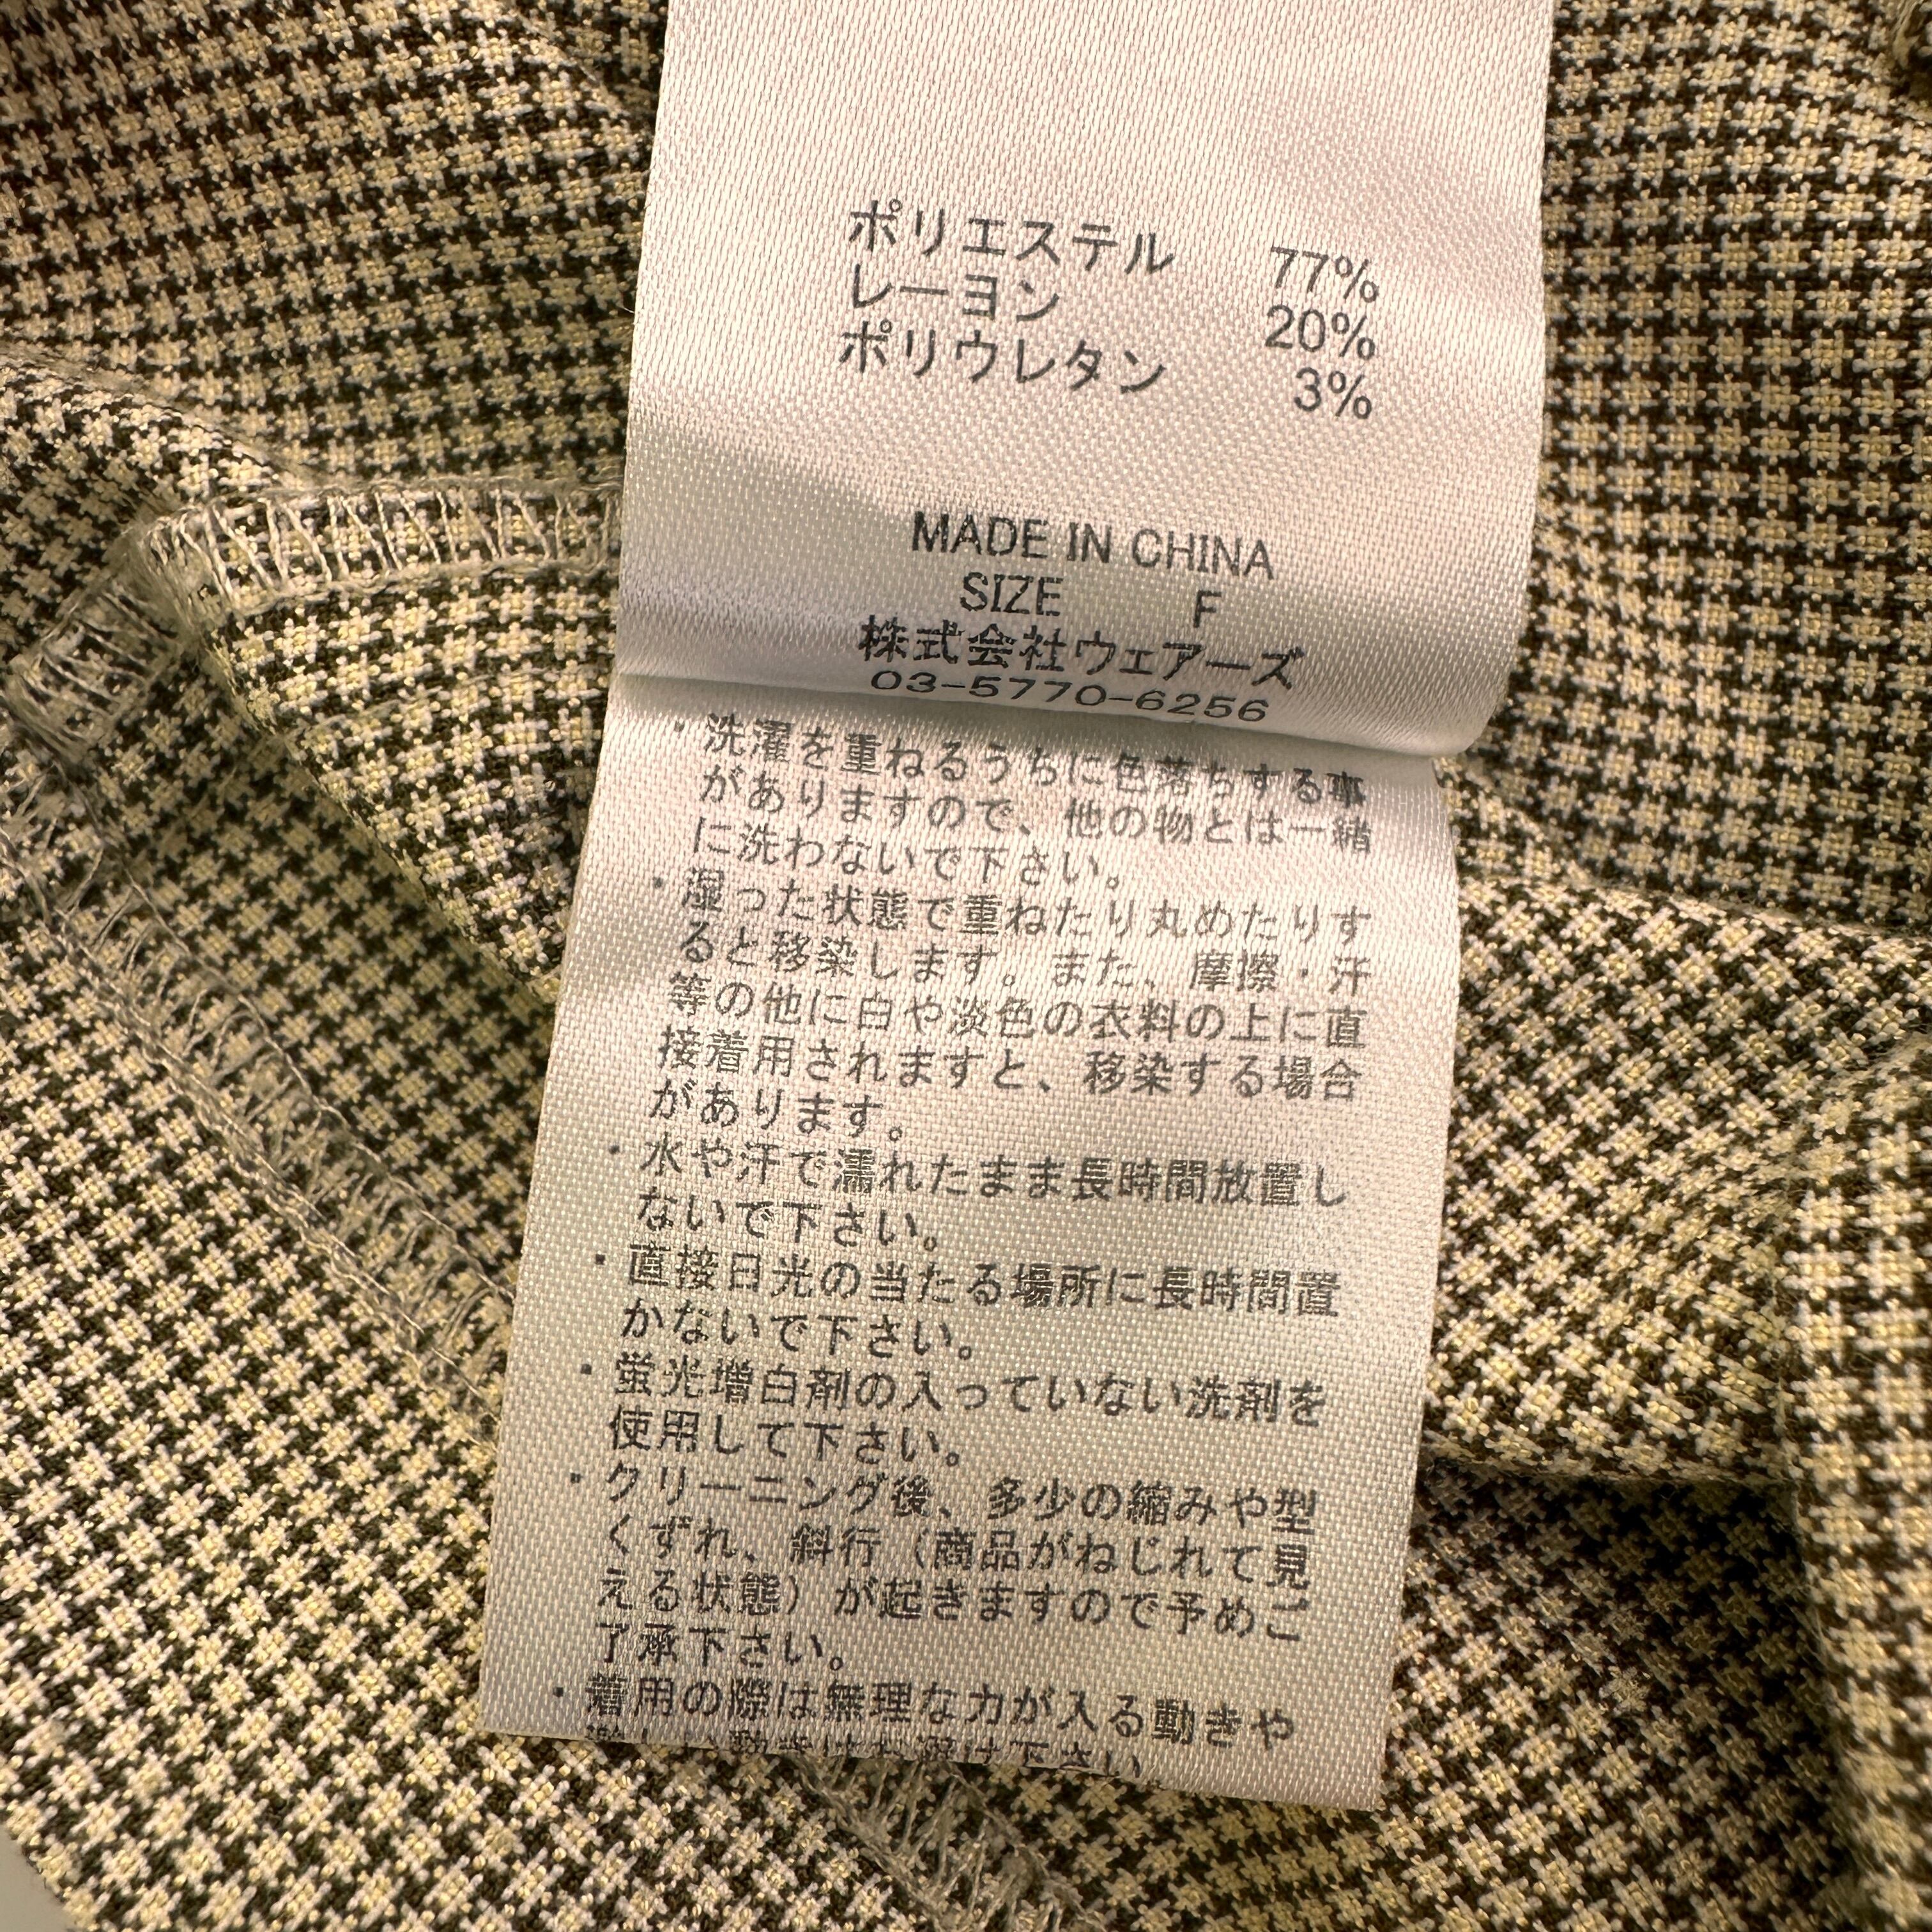 ポリエステル 77%
レーヨン 20%
ポリウレタン 3%
MADE IN CHINA
SIZE F
株式会社ウェアーズ
03-5770-6256
・洗濯を重ねるうちに色落ちする事
がありますので、他の物とは一緒
に洗わないで下さい。
・湿った状態で重ねたり丸めたりす
ると移染します。また、摩擦・汗
等の他に白や淡色の衣料の上に直
接着用されますと、移染する場合
があります。
・水や汗で濡れたまま長時間放置し
ないで下さい。
・直接日光の当たる場所に長時間置
かないで下さい。
・蛍光増白剤の入っていない洗剤を
使用して下さい。
・クリーニング後、多少の縮みや型
くずれ、斜行（商品がねじれて見
える状態）が起きますので予めご
了承下さい。
・着用の際は無理な力が入る動きや
激しい動きはお避け下さい。